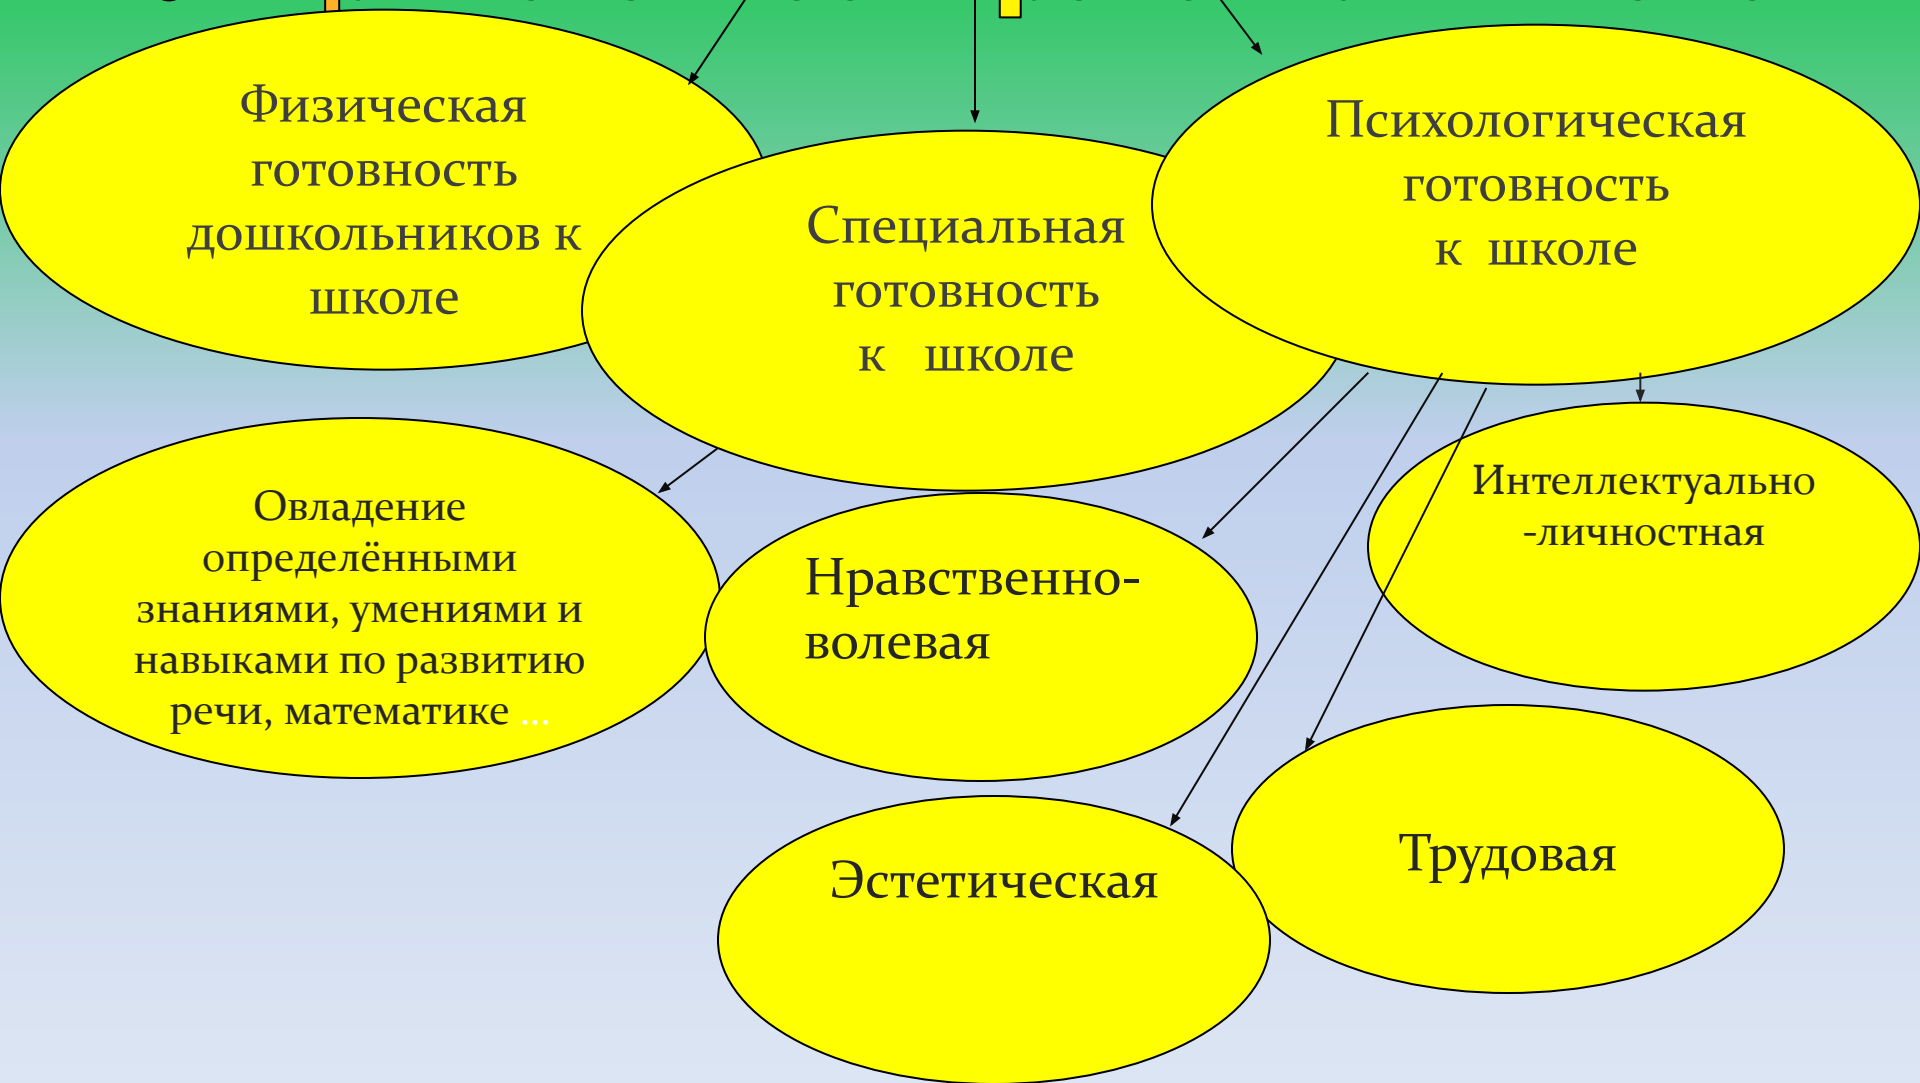 Физическая
готовность
дошкольников к
школе
Специальная
готовность
к школе
Психологическая
готовность
к школе
Овладение
определёнными
знаниями, умениями и
навыками по развитию
речи, математике ...
Нравственно-
волевая
Интеллектуально
-личностная
Эстетическая
Трудовая